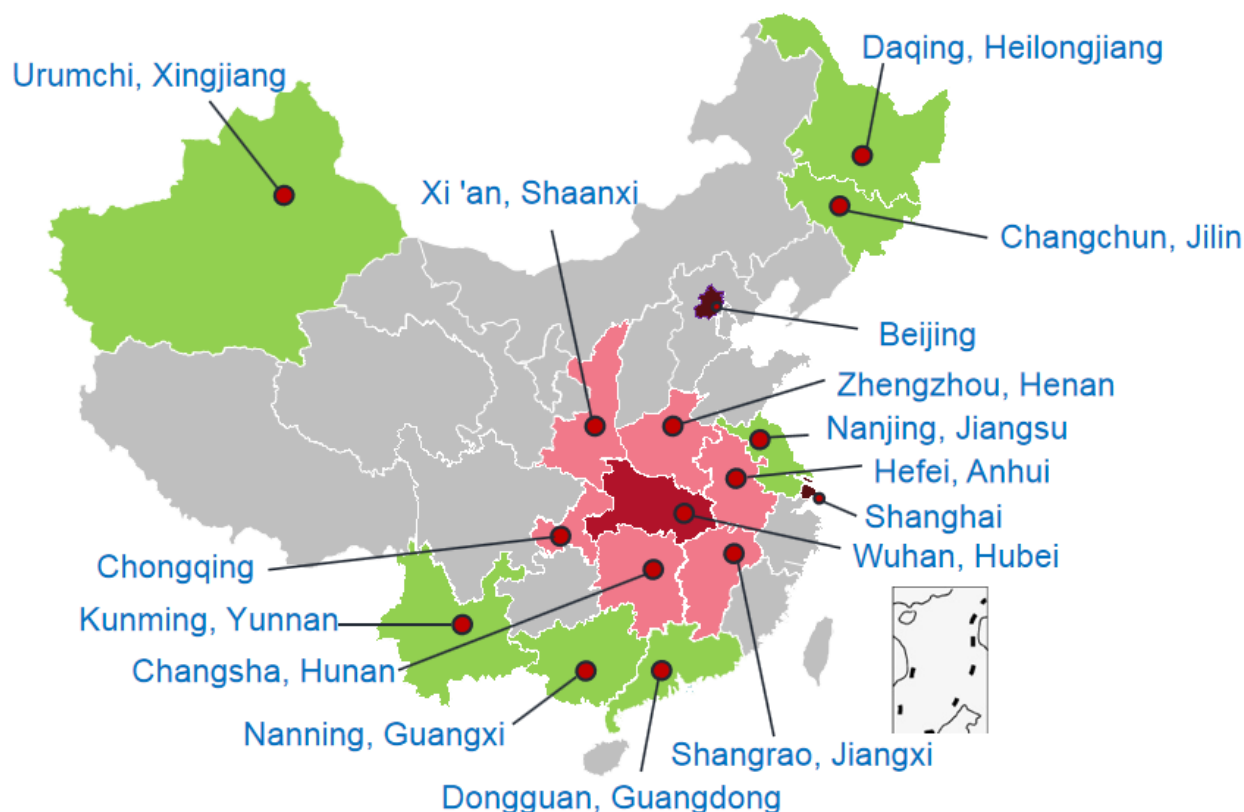 Daqing, Heilongjiang
Urumchi, Xingjiang
Xi 'an, Shaanxi
Changchun, Jilin
Beijing
Zhengzhou, Henan
Nanjing, Jiangsu
Hefei, Anhui
Shanghai
Wuhan, Hubei
Chongqing
Kunming, Yunnan
Changsha, Hunan
Nanning, Guangxi
Shangrao, Jiangxi
Dongguan, Guangdong